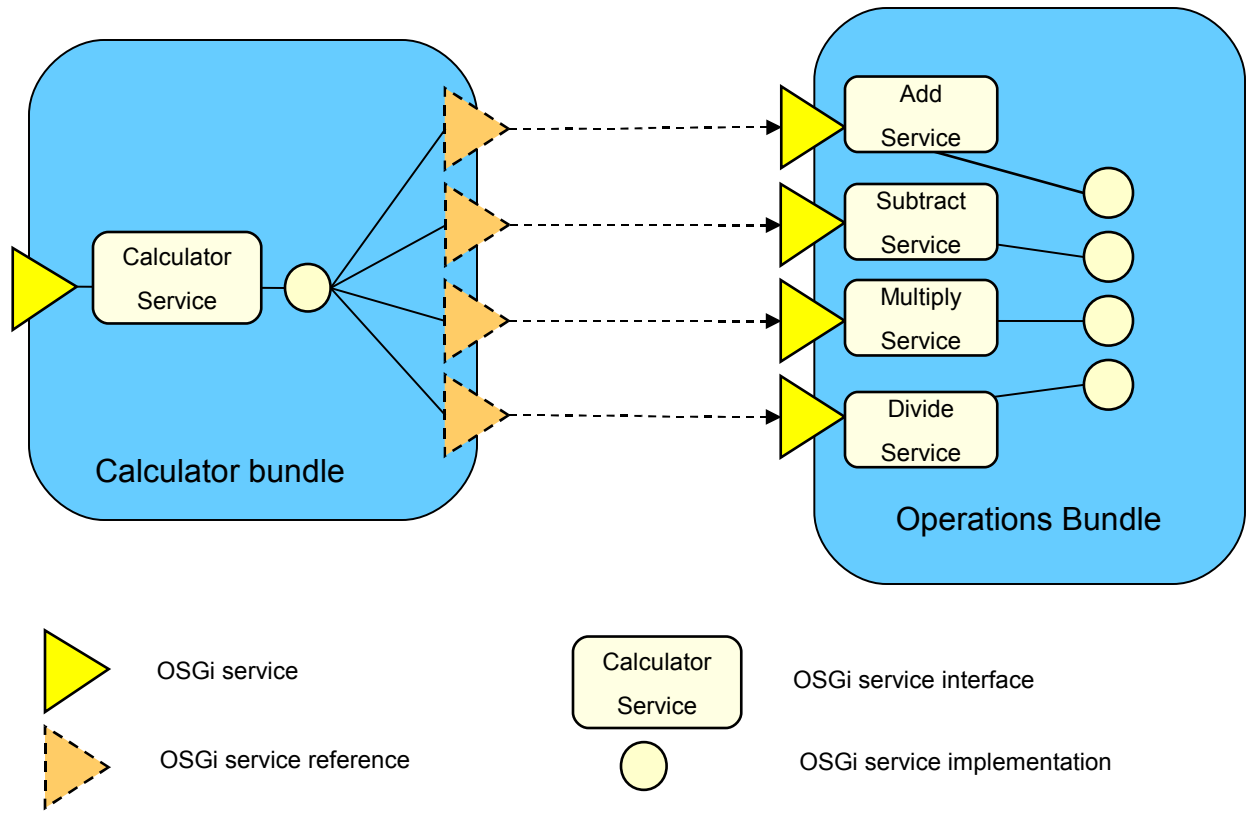 Add
Service
Subtract
Service
Calculator
Service
Multiply
Service
Divide
Service
Calculator bundle
Operations Bundle
OSGi service
Calculator
Service
OSGi service interface
OSGi service reference
OSGi service implementation